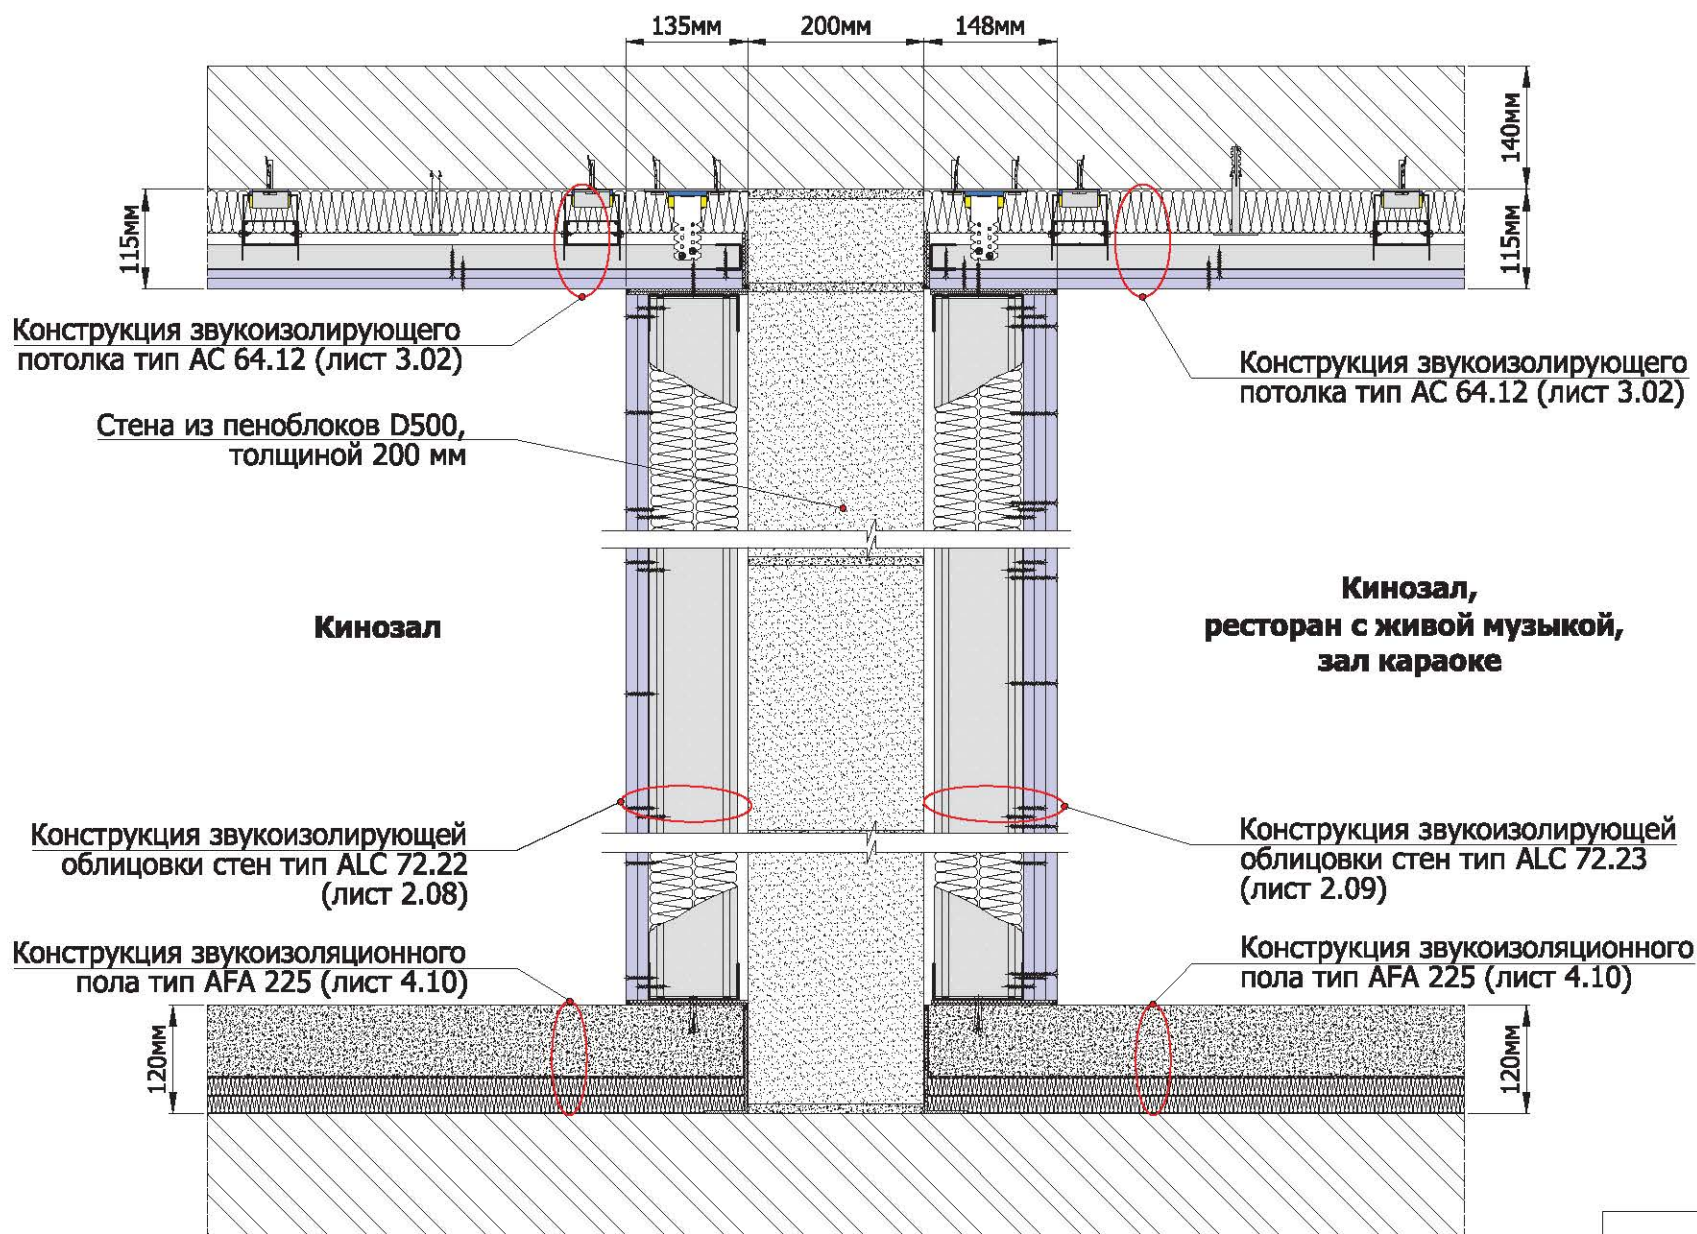 135мм
200мм
148мм
140мм
115мм
115мм
Конструкция звукоизолирующего
потолка тип AC 64.12 (лист 3.02)
Конструкция звукоизолирующего
потолка тип AC 64.12 (лист 3.02)
Стена из пеноблоков D500,
толщиной 200 мм
Кинозал
Кинозал,
ресторан с живой музыкой,
зал караоке
Конструкция звукоизолирующей
облицовки стен тип ALC 72.22
(лист 2.08)
Конструкция звукоизолирующей
облицовки стен тип ALC 72.23
(лист 2.09)
Конструкция звукоизоляционного
пола тип AFA 225 (лист 4.10)
Конструкция звукоизоляционного
пола тип AFA 225 (лист 4.10)
120мм
120мм